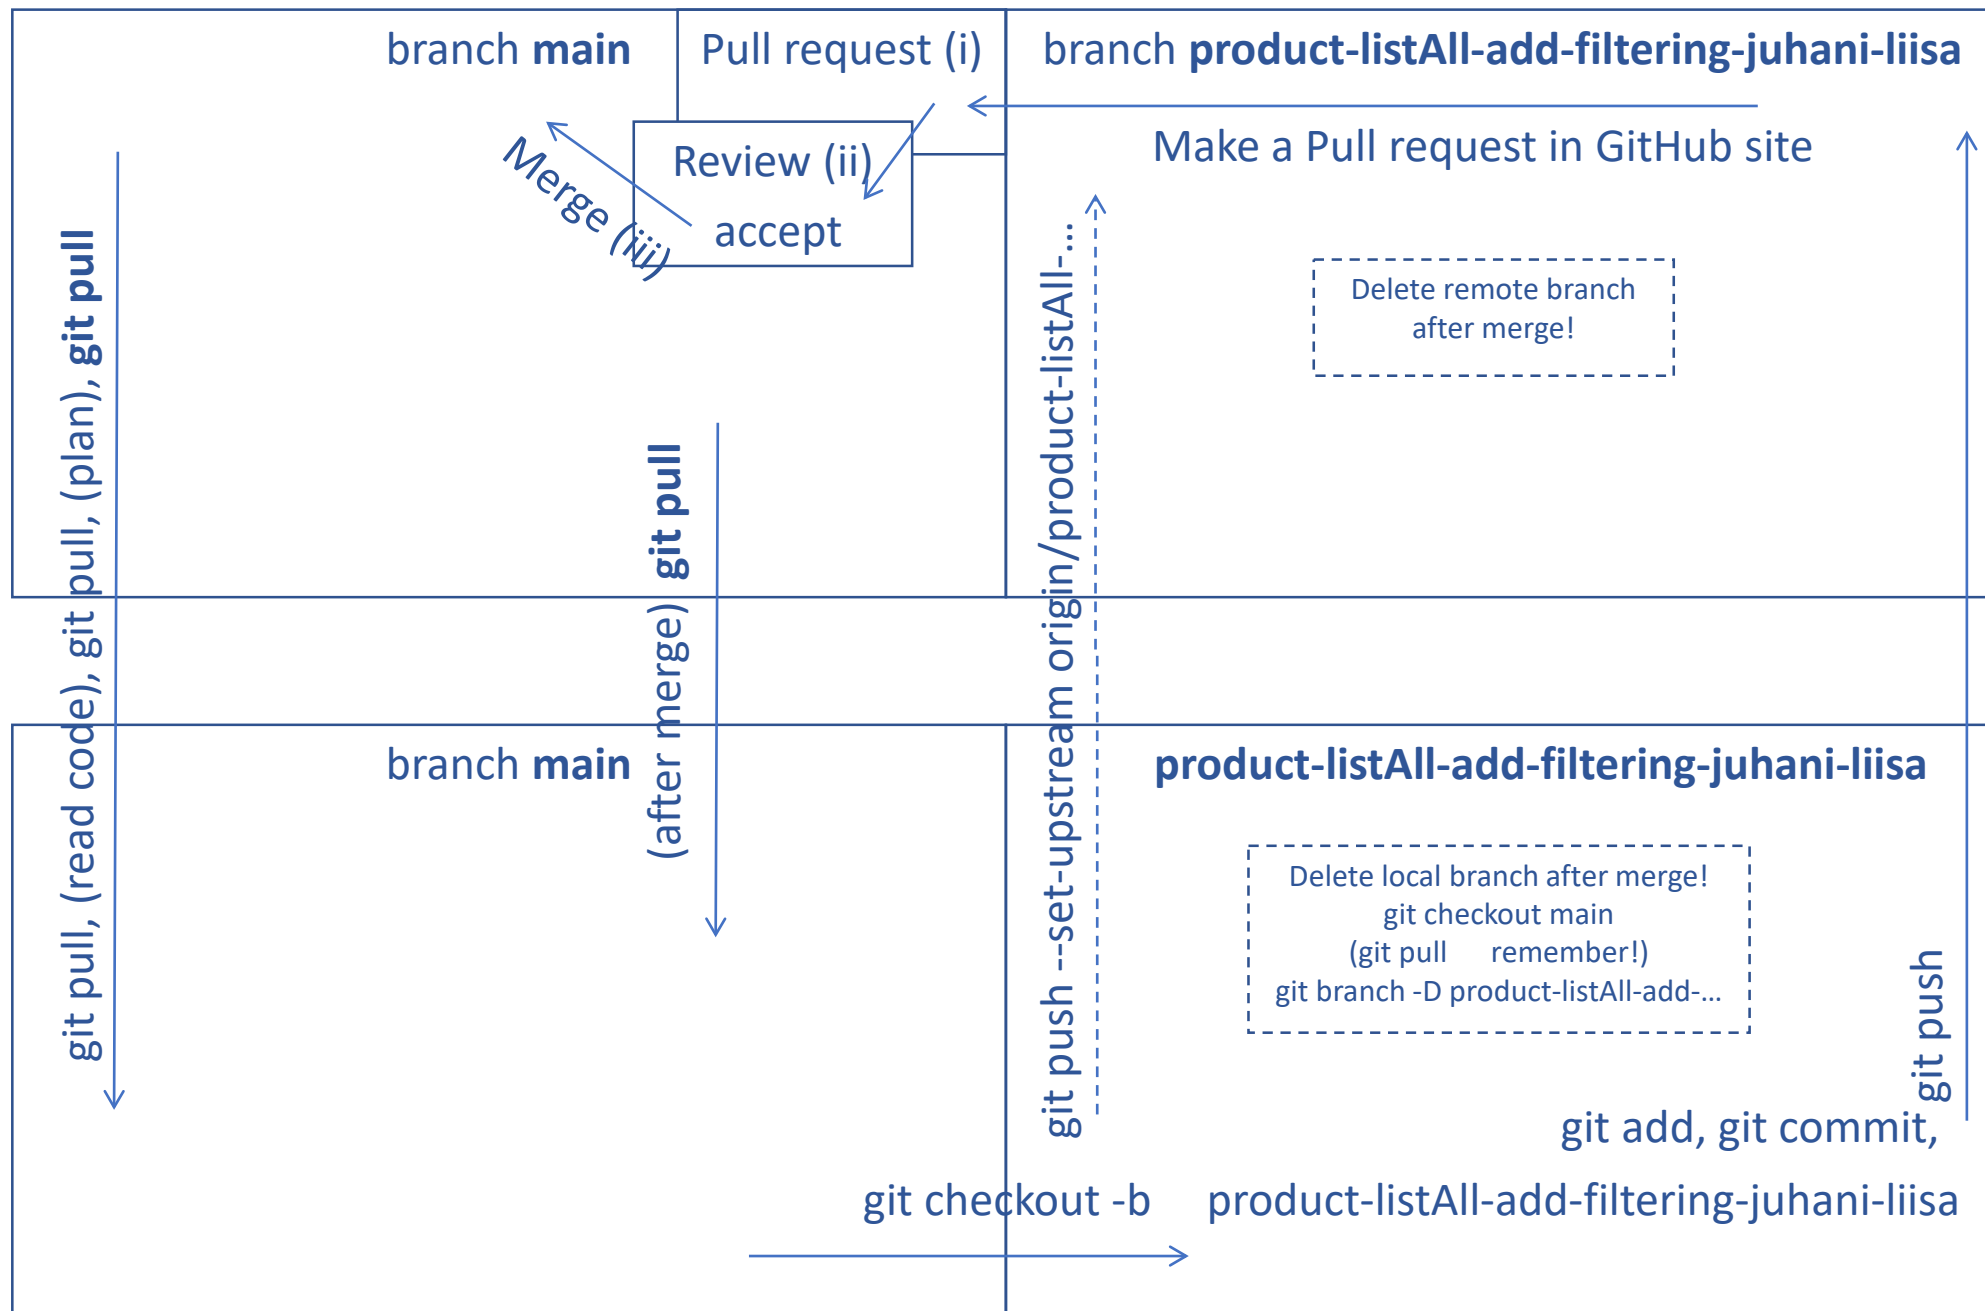 branch main
Pull request (i)
branch product-listAll-add-filtering-juhani-liisa
Make a Pull request in GitHub site
Review (ii)
accept
Merge (iii)
Delete remote branch
after merge!
git pull, (read code), git pull, (plan), git pull
(after merge) git pull
git push --set-upstream origin/product-listAll-...
branch main
product-listAll-add-filtering-juhani-liisa
Delete local branch after merge!
git checkout main
(git pull remember!)
git branch -D product-listAll-add-...
git push
git add, git commit,
git checkout -b product-listAll-add-filtering-juhani-liisa